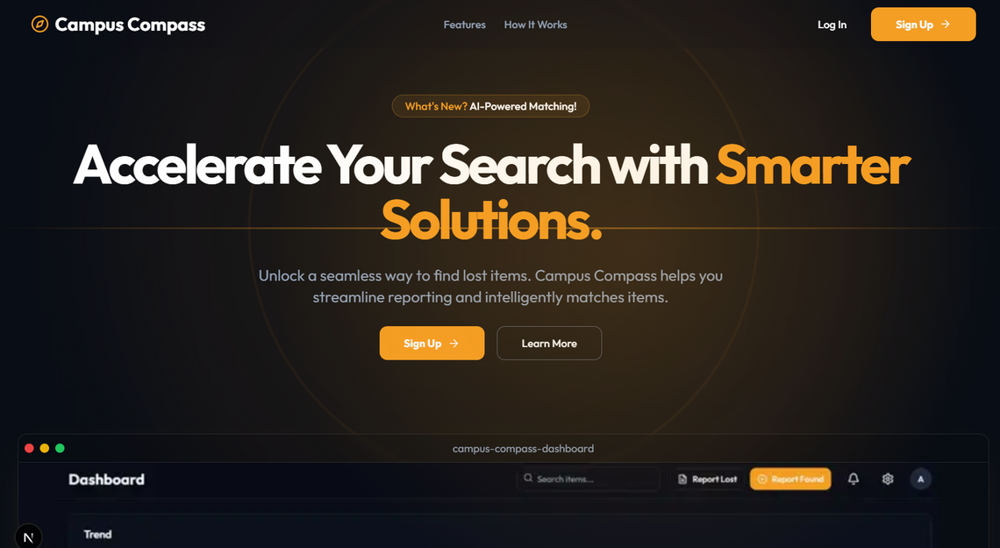 Campus Compass
Features
How It Works
Log In
Sign Up
What's New? AI-Powered Matching!
Accelerate Your Search with Smarter
Solutions.
Unlock a seamless way to find lost items. Campus Compass helps you
streamline reporting and intelligently matches items.
Sign Up
Learn More
campus-compass-dashboard
Dashboard
Search items...
Report Lost
Report Found
A
Trend
N